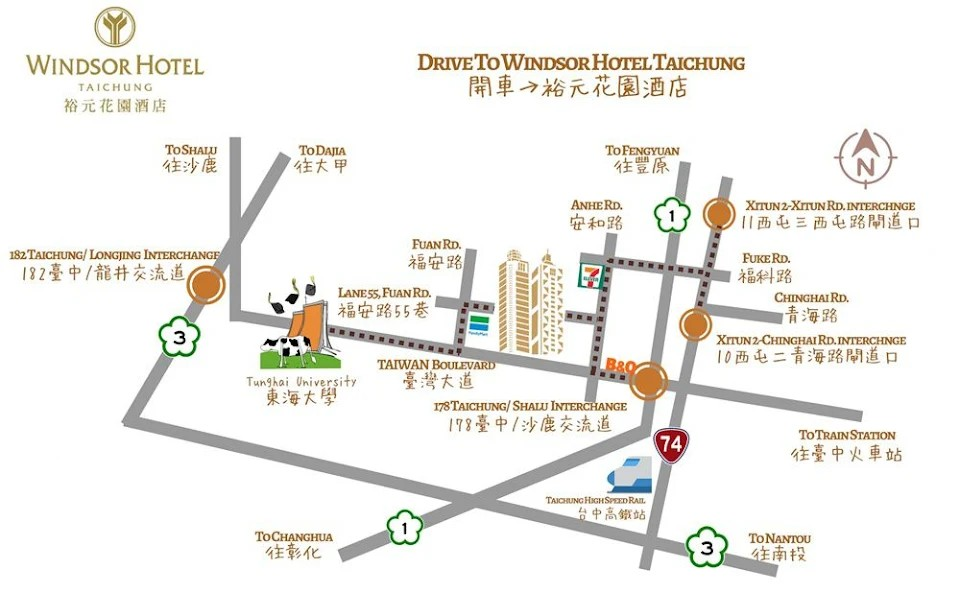 WINDSOR HOTEL
TAICHUNG
裕元花園酒店
DRIVE TO WINDSOR HOTEL TAICHUNG
開車→裕元花園酒店
TO SHALU
往沙鹿
TO DAJIA
往大甲
TO FENGYUAN
往豐原
N
ANHE RD.
安和路
1
XITUN 2-XITUN RD. INTERCHNGE
11西屯三西屯路閘道口
FUAN RD.
福安路
182 TAICHUNG/ LONGJING INTERCHANGE
182臺中/龍井交流道
7
ELEVEN
FUKE RD.
福科路
LANE 55, FUAN RD.
福安路55巷
FamilyMart
CHINGHAI RD.
青海路
3
XITUN 2-CHINGHAI RD. INTERCHNGE
10西屯二青海路閘道口
B&Q
TAIWAN BOULEVARD
臺灣大道
Tunghai University
東海大學
178 TAICHUNG/ SHALU INTERCHANGE
178臺中/沙鹿交流道
74
TO TRAIN STATION
往臺中火車站
TAICHUNG HIGH SPEED RAIL
台中高鐵站
TO CHANGHUA
往彰化
1
3
TO NANTOU
往南投